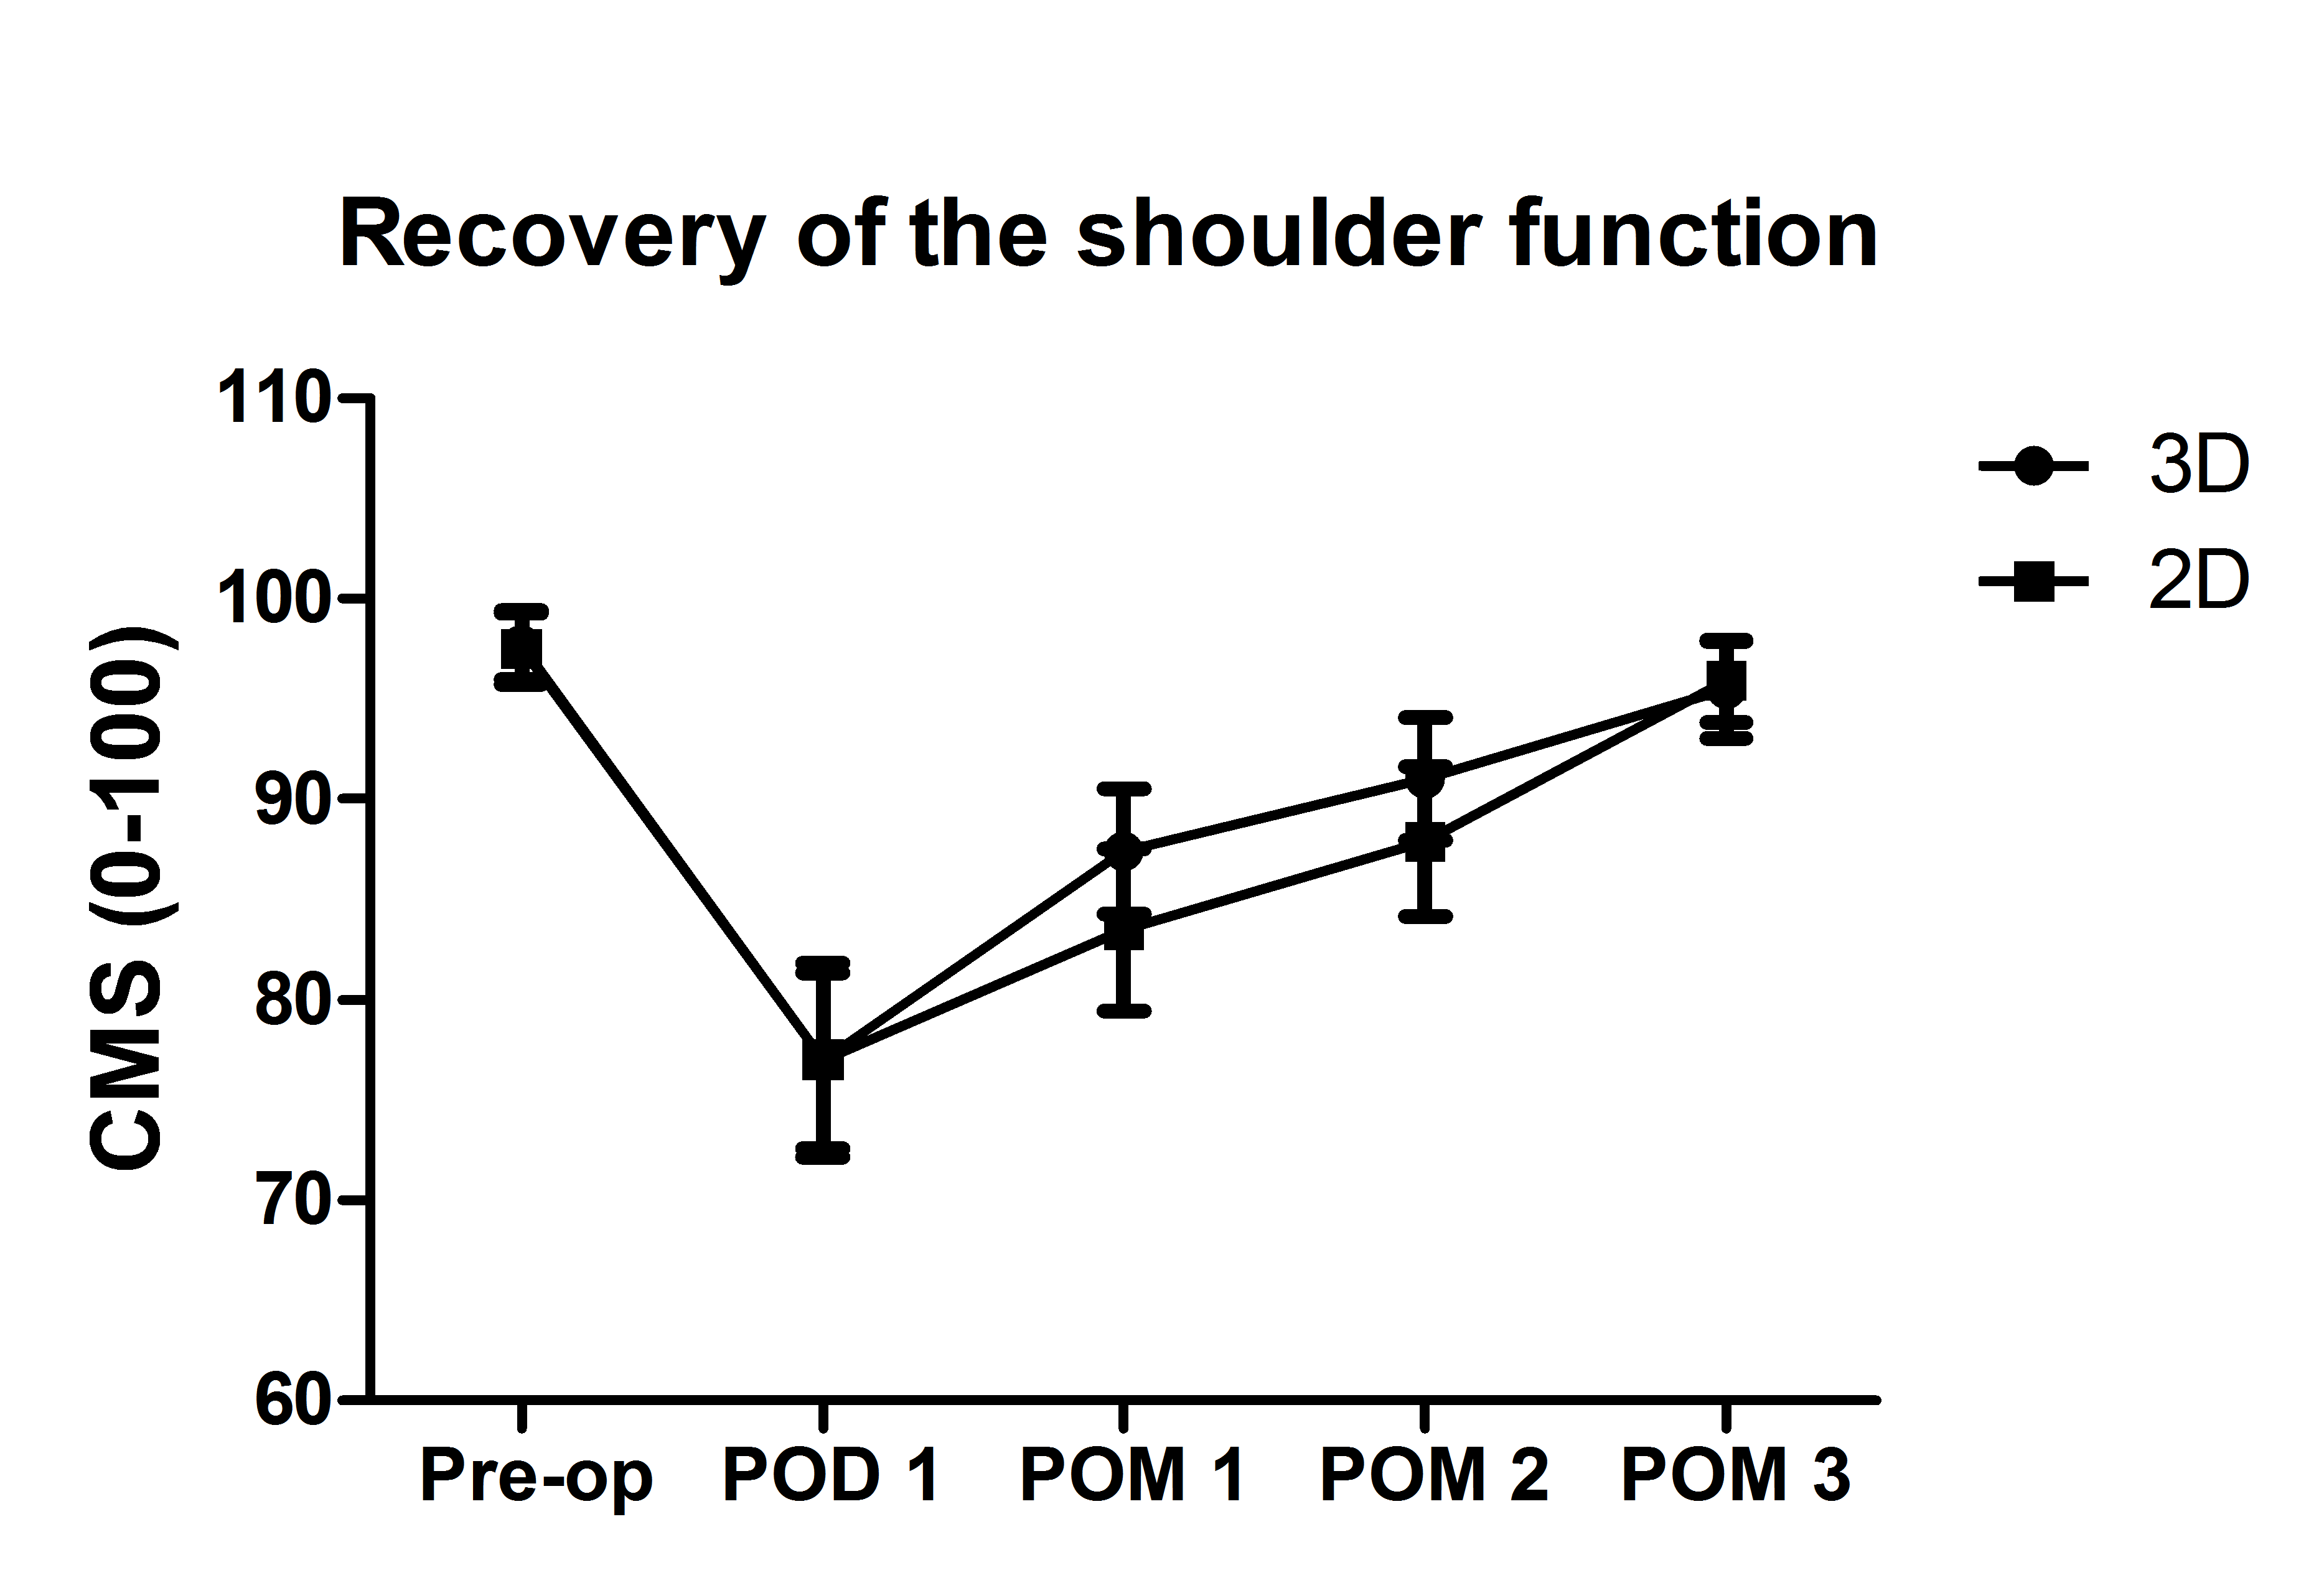 Recovery of the shoulder function
110
100
90
80
70
60
CMS (0-100)
Pre-op POD 1 POM 1 POM 2 POM 3
3D
2D